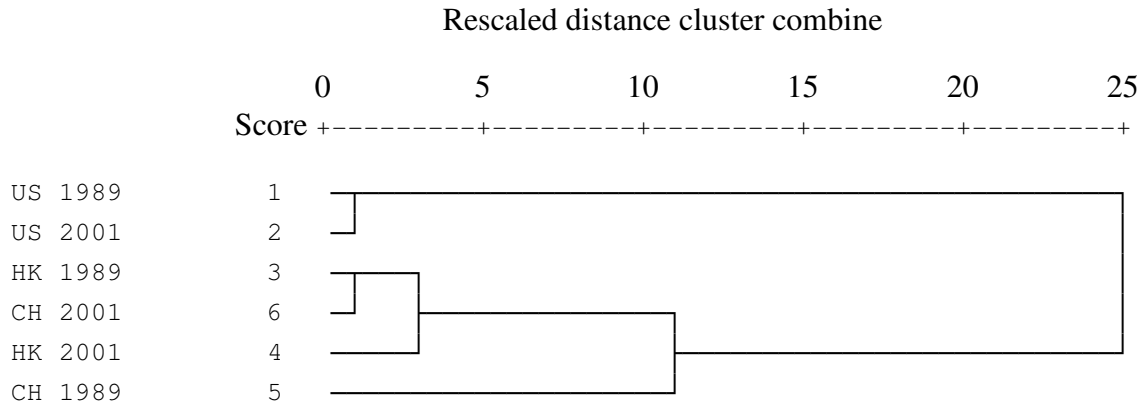 Rescaled distance cluster combine
0 5 10 15 20 25
Score +---------+---------+---------+---------+---------+
US 1989 1
US 2001 2
HK 1989 3
CH 2001 6
HK 2001 4
CH 1989 5